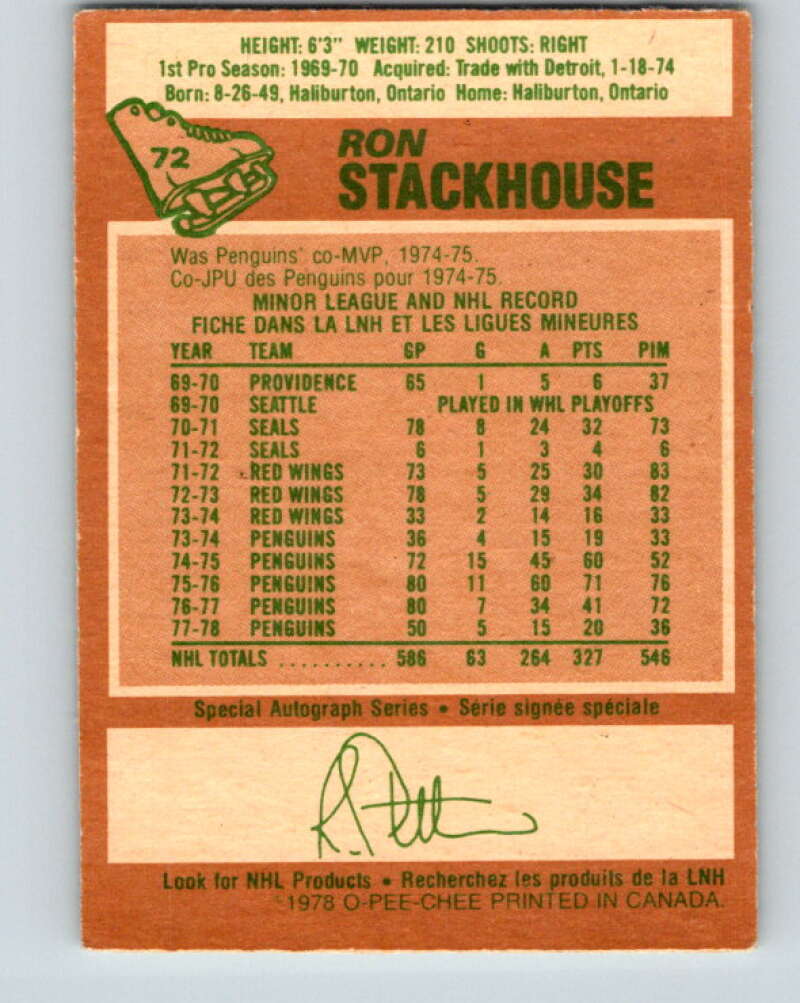 HEIGHT: 6'3" WEIGHT: 210 SHOOTS: RIGHT
1st Pro Season: 1969-70 Acquired: Trade with Detroit, 1-18-74
Born: 8-26-49, Haliburton, Ontario Home: Haliburton, Ontario
72
RON
STACKHOUSE
Was Penguins' co-MVP, 1974-75.
Co-JPU des Penguins pour 1974-75.
MINOR LEAGUE AND NHL RECORD
FICHE DANS LA LNH ET LES LIGUES MINEURES
YEAR TEAM GP G A PTS PIM
69-70 PROVIDENCE 65 1 5 6 37
69-70 SEATTLE PLAYED IN WHL PLAYOFFS
70-71 SEALS 78 8 24 32 73
71-72 SEALS 6 1 3 4 6
71-72 RED WINGS 73 5 25 30 83
72-73 RED WINGS 78 5 29 34 82
73-74 RED WINGS 33 2 14 16 33
73-74 PENGUINS 36 4 15 19 33
74-75 PENGUINS 72 15 45 60 52
75-76 PENGUINS 80 11 60 71 76
76-77 PENGUINS 80 7 34 41 72
77-78 PENGUINS 50 5 15 20 36
NHL TOTALS .......... 586 63 264 327 546
Special Autograph Series • Série signée spéciale
Look for NHL Products • Recherchez les produits de la LNH
©1978 O-PEE-CHEE PRINTED IN CANADA.